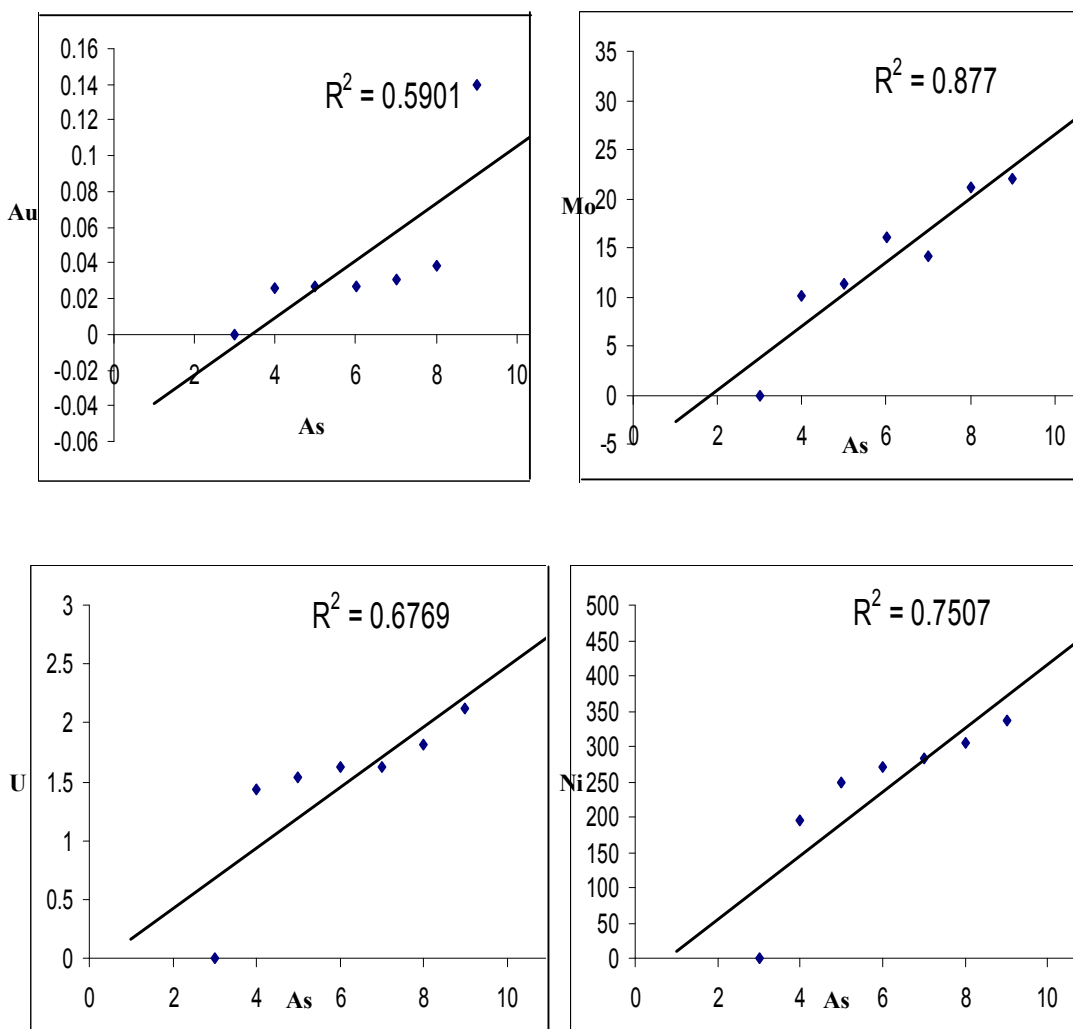 0.16
0.14
0.12
0.1
0.08
0.06
0.04
0.02
0
-0.02
-0.04
-0.06
Au
R² = 0.5901
0 2 4 6 8 10
As
35
30
25
20
15
10
5
0
-5
Mo
R² = 0.877
0 2 4 6 8 10
As
3
2.5
2
1.5
1
0.5
0
U
R² = 0.6769
0 2 4 6 8 10
As
500
450
400
350
300
250
200
150
100
50
0
Ni
R² = 0.7507
0 2 4 6 8 10
As